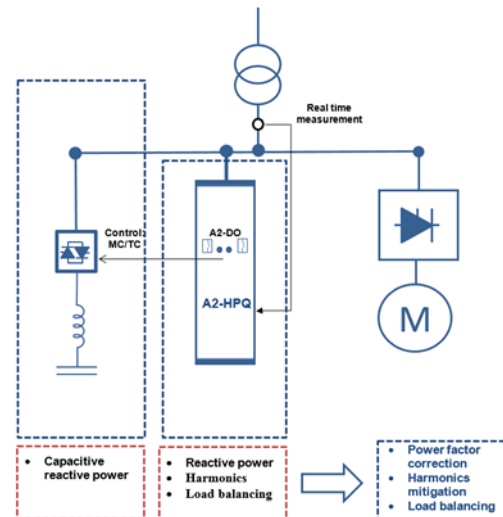 Real time
measurement
Control:
MC/TC
A2-DO
A2-HPQ
M
• Capacitive
reactive power
• Reactive power
• Harmonics
• Load balancing
• Power factor
correction
• Harmonics
mitigation
• Load balancing